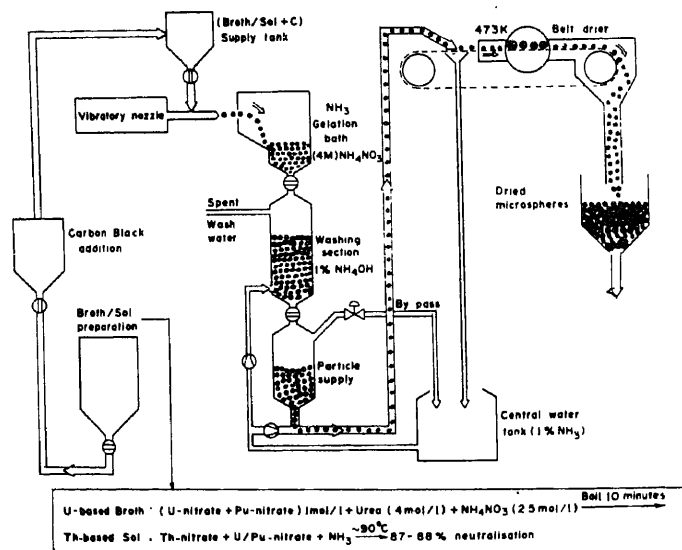 (Broth/Sol + C)
Supply tank
473K
Belt drier
Vibratory nozzle
NH3
Gelation
bath
(4M)NH4NO3
Spent
Wash
water
Carbon Black
addition
Washing
section
1% NH4OH
Dried
microspheres
Broth/Sol
preparation
By pass
Particle
supply
Central water
tank (1% NH3)
U-based Broth : (U-nitrate + Pu-nitrate) 1mol/l + Urea (4mol/l) + NH4NO3 (2.5mol/l) Boil 10 minutes
Th-based Sol . Th-nitrate + U/Pu-nitrate + NH3 ~90°C 87-88% neutralisation